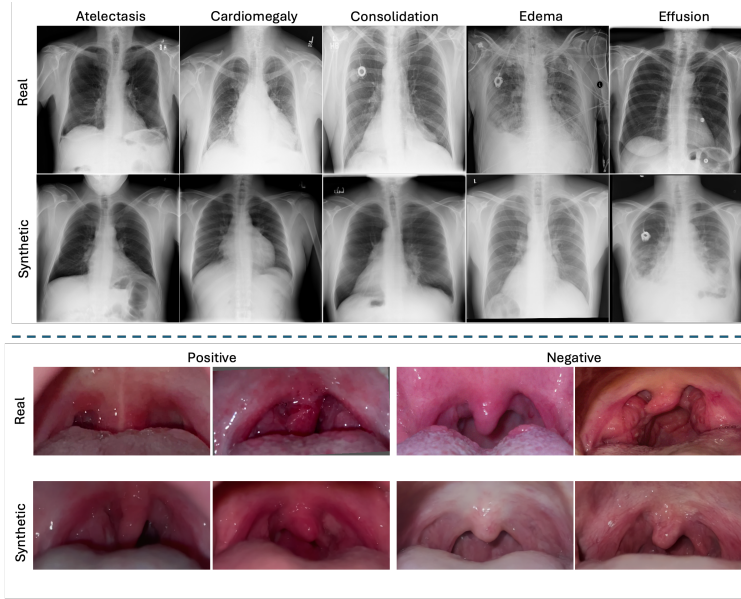 Atelectasis Cardiomegaly Consolidation Edema Effusion
Real
Synthetic
Positive Negative
Real
Synthetic